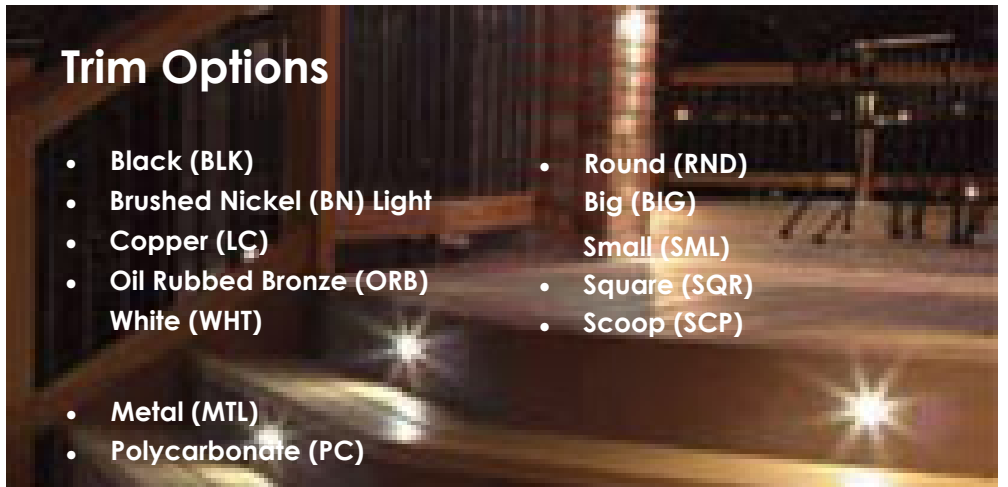 Trim Options
• Black (BLK)
• Brushed Nickel (BN) Light
• Copper (LC)
• Oil Rubbed Bronze (ORB)
White (WHT)
• Metal (MTL)
• Polycarbonate (PC)
• Round (RND)
Big (BIG)
Small (SML)
• Square (SQR)
• Scoop (SCP)